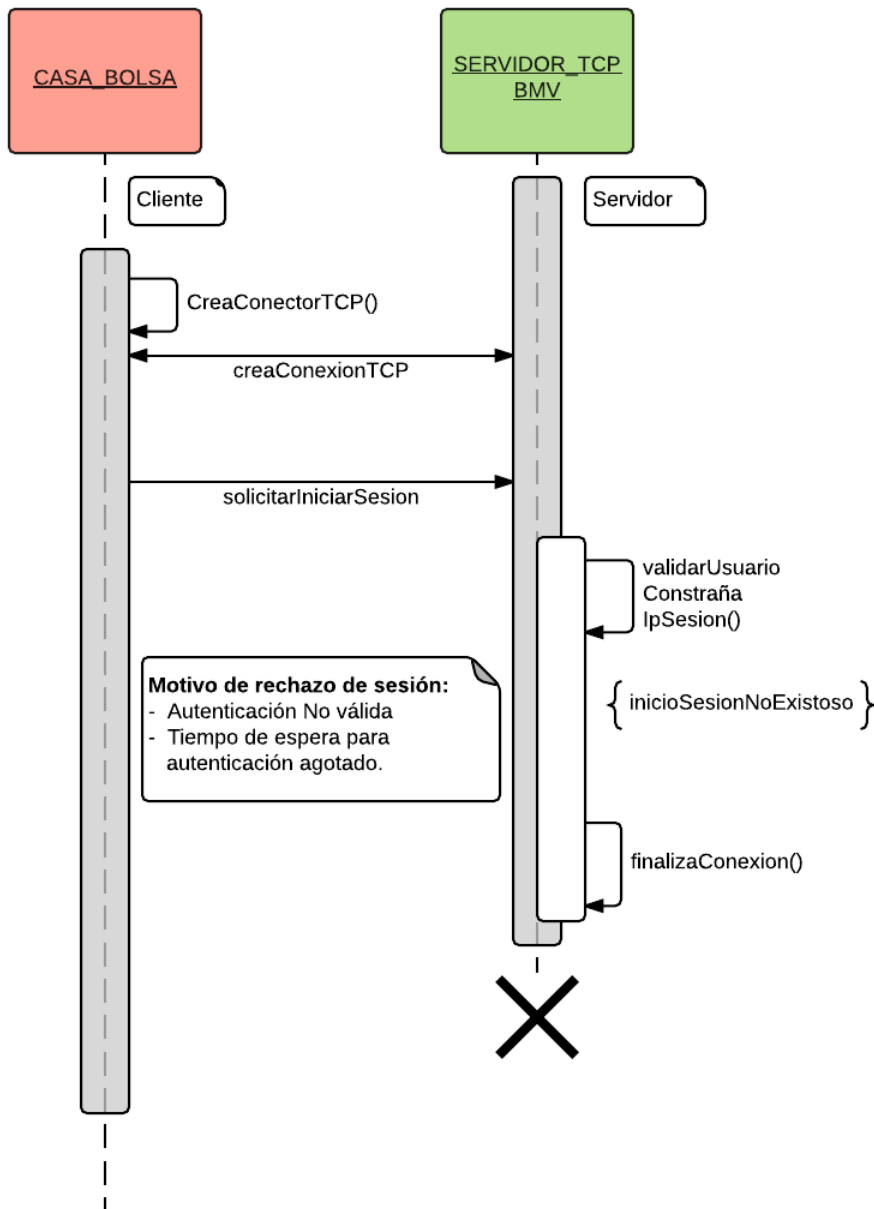 CASA_BOLSA
SERVIDOR_TCP
BMV
Cliente
Servidor
CreaConectorTCP()
creaConexionTCP
solicitarIniciarSesion
validarUsuario
Constraña
IpSesion()
Motivo de rechazo de sesión:
- Autenticación No válida
- Tiempo de espera para
autenticación agotado.
{ inicioSesionNoExistoso }
finalizaConexion()